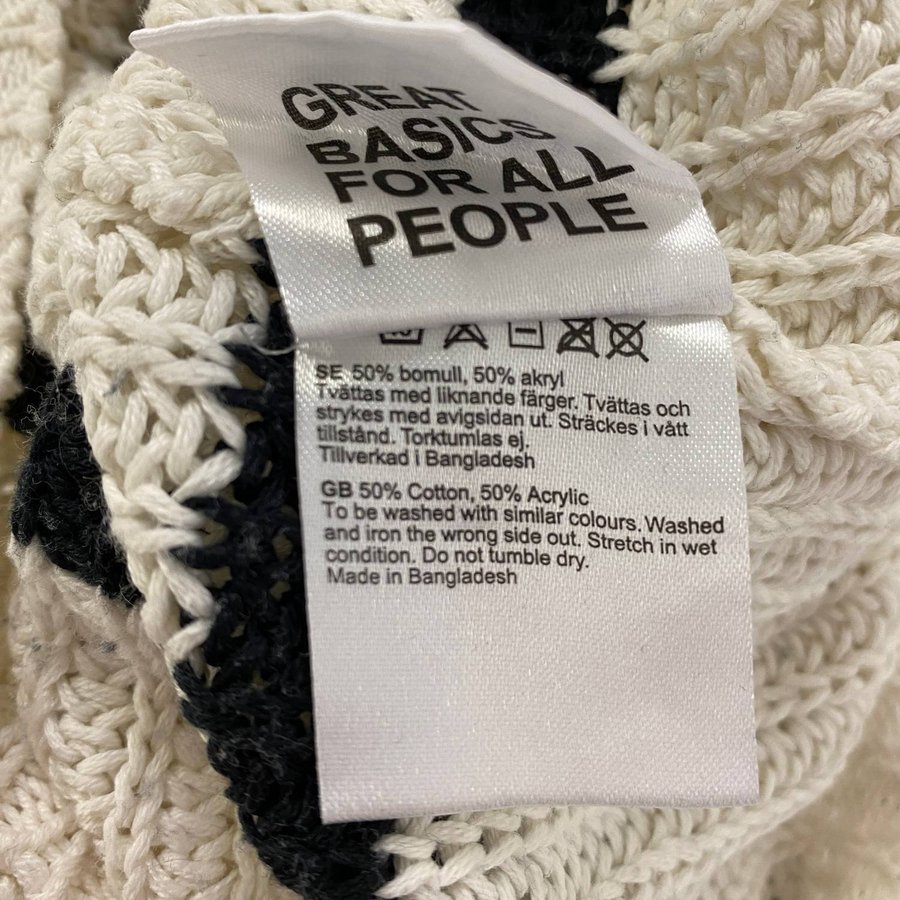 GREAT
BASICS
FOR ALL
PEOPLE
SE 50% bomull, 50% akryl
Tvättas med liknande färger. Tvättas och
strykes med avigsidan ut. Sträckes i vått
tillstånd. Torktumlas ej.
Tillverkad i Bangladesh
GB 50% Cotton, 50% Acrylic
To be washed with similar colours. Washed
and iron the wrong side out. Stretch in wet
condition. Do not tumble dry.
Made in Bangladesh